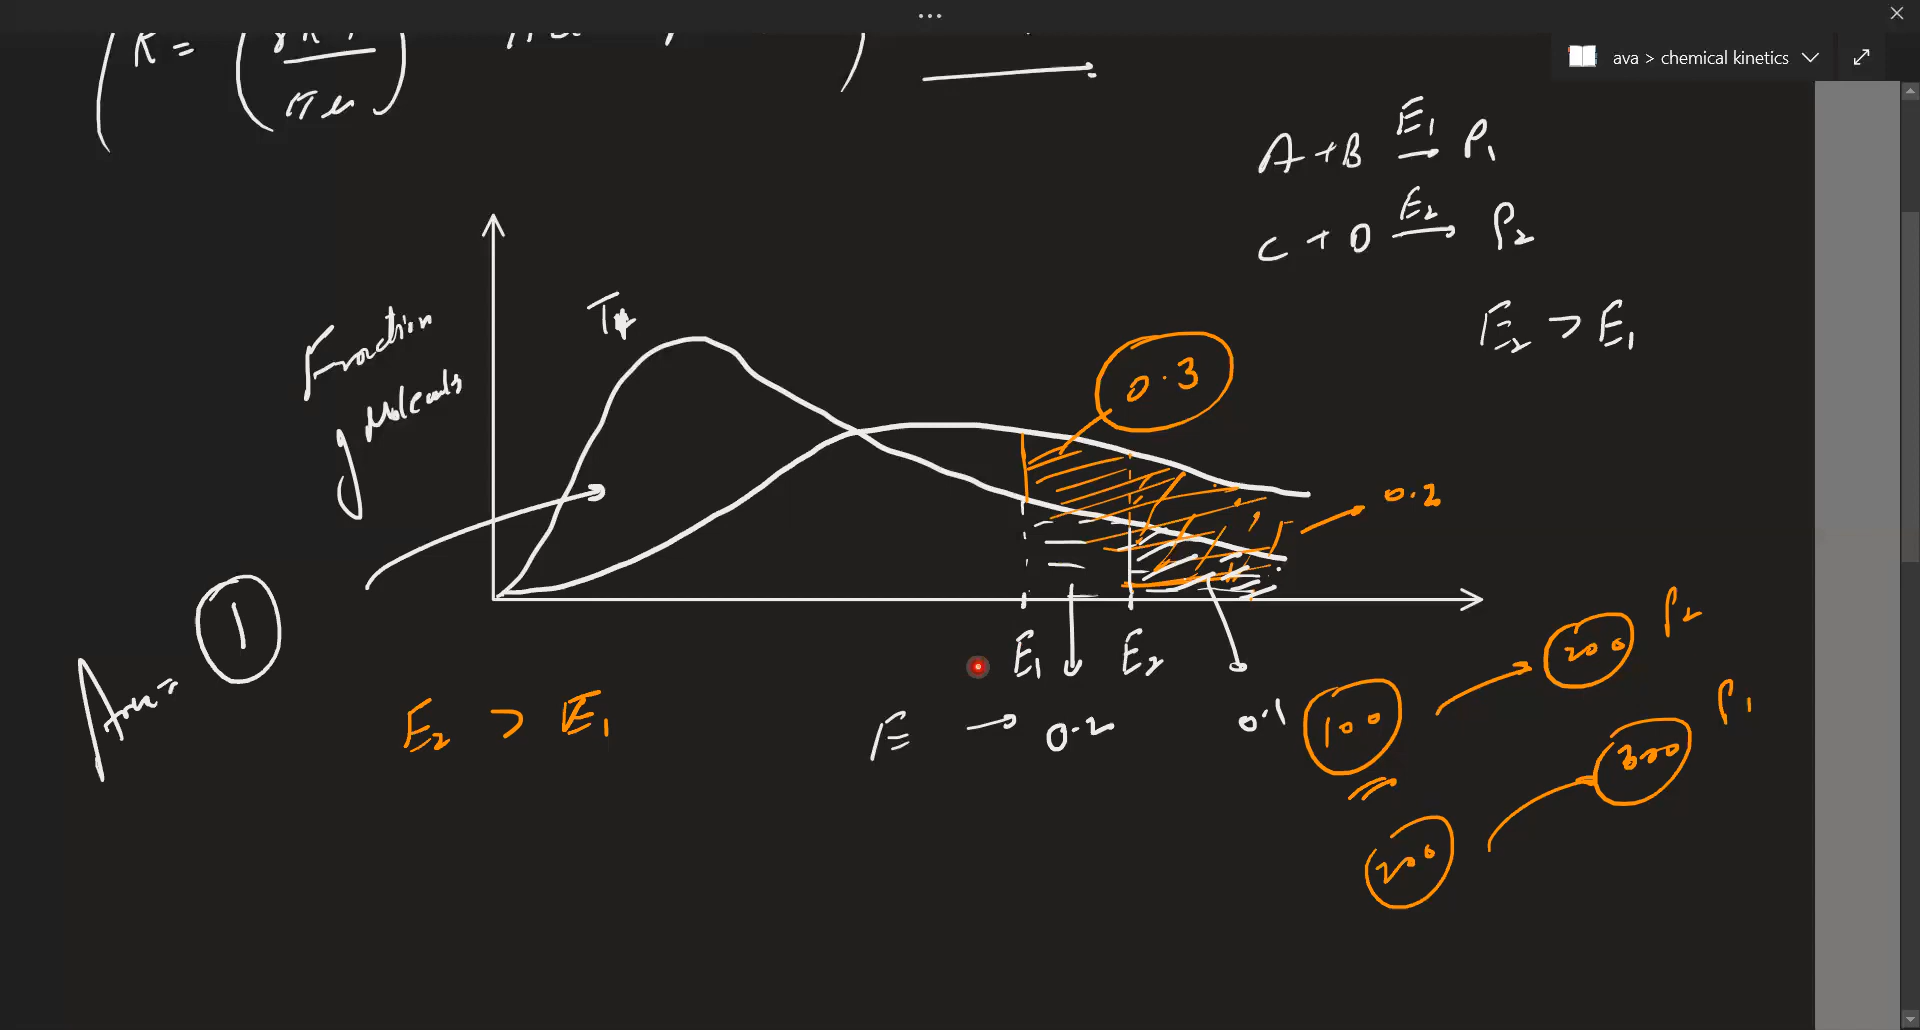 ava > chemical kinetics
K =
A + B E1 → P1
C + D E2 → P2
E2 > E1
T1
Fraction
of Molecules
0.3
0.2
Area =
1
E1 E2
200 P2
E2 > E1
E → 0.2 0.1
100
300 P1
200